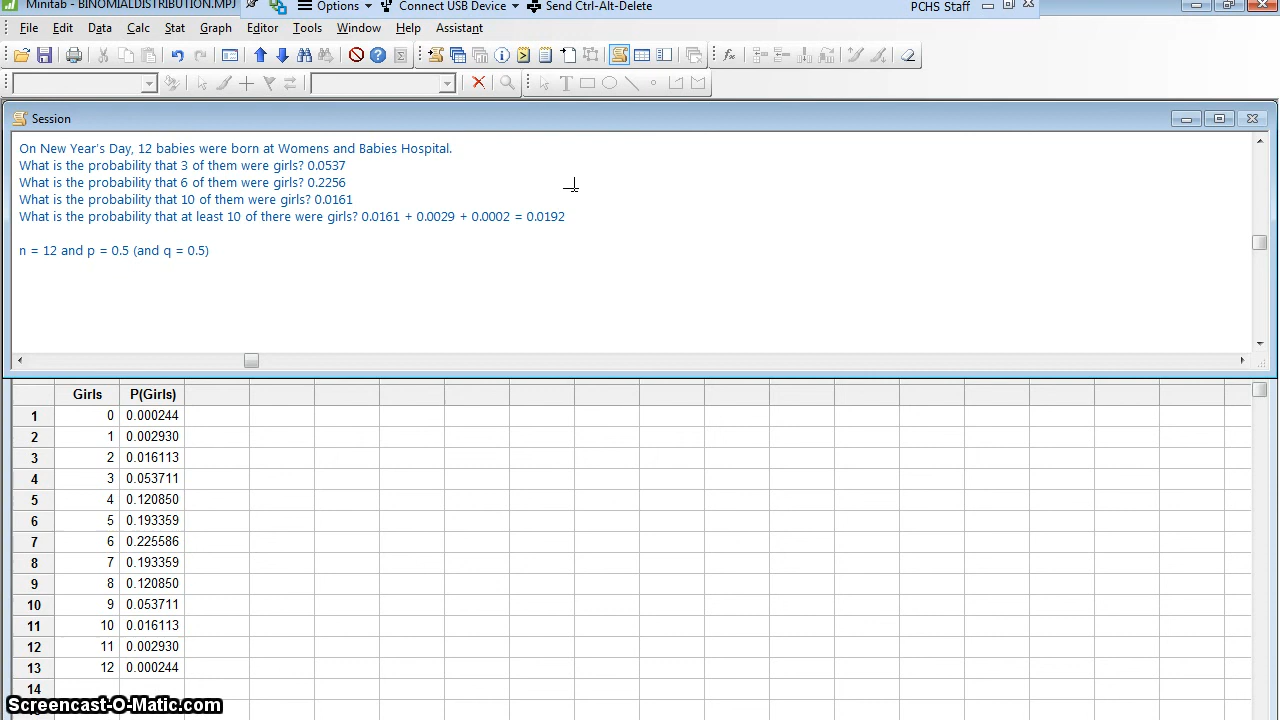 Minitab - BINOMIALDISTRIBUTION.MPJ Options Connect USB Device Send Ctrl-Alt-Delete PCHS Staff
File Edit Data Calc Stat Graph Editor Tools Window Help Assistant
Session
On New Year's Day, 12 babies were born at Womens and Babies Hospital.
What is the probability that 3 of them were girls? 0.0537
What is the probability that 6 of them were girls? 0.2256
What is the probability that 10 of them were girls? 0.0161
What is the probability that at least 10 of there were girls? 0.0161 + 0.0029 + 0.0002 = 0.0192
n = 12 and p = 0.5 (and q = 0.5)
Girls P(Girls)
1 0 0.000244
2 1 0.002930
3 2 0.016113
4 3 0.053711
5 4 0.120850
6 5 0.193359
7 6 0.225586
8 7 0.193359
9 8 0.120850
10 9 0.053711
11 10 0.016113
12 11 0.002930
13 12 0.000244
14
Screencast-O-Matic.com